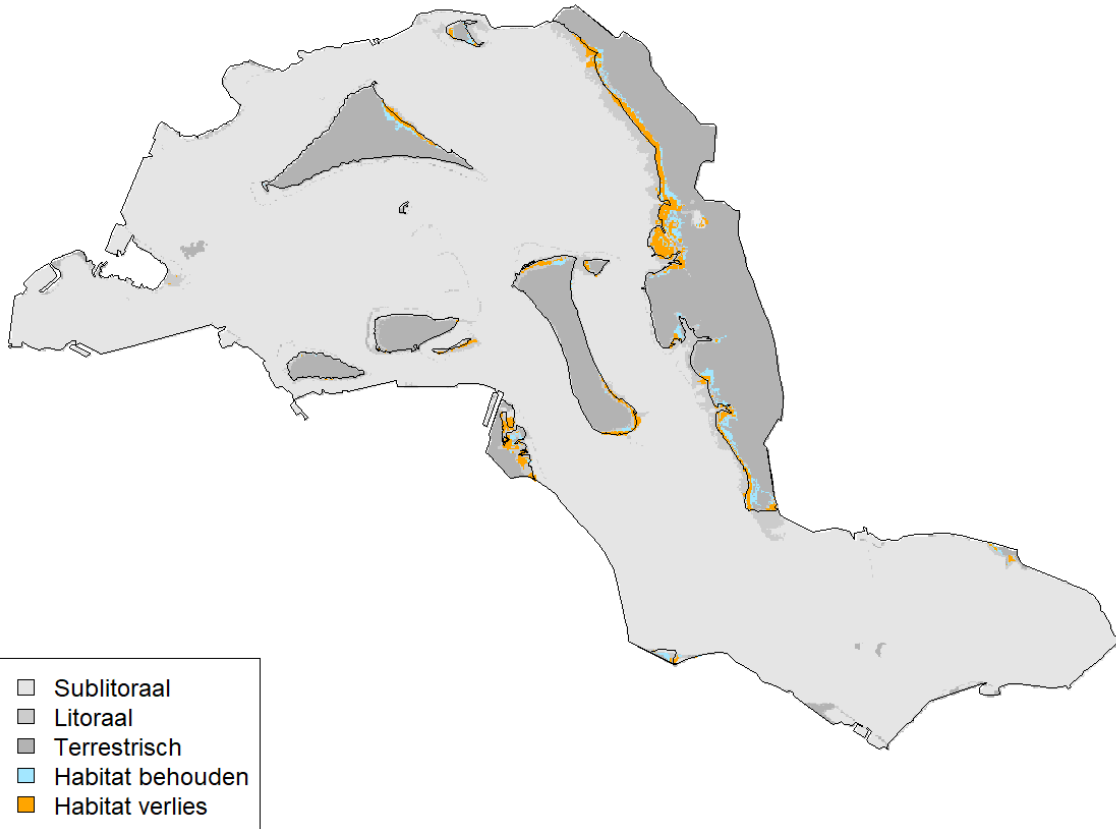 Sublitoraal
Litoraal
Terrestrisch
Habitat behouden
Habitat verlies